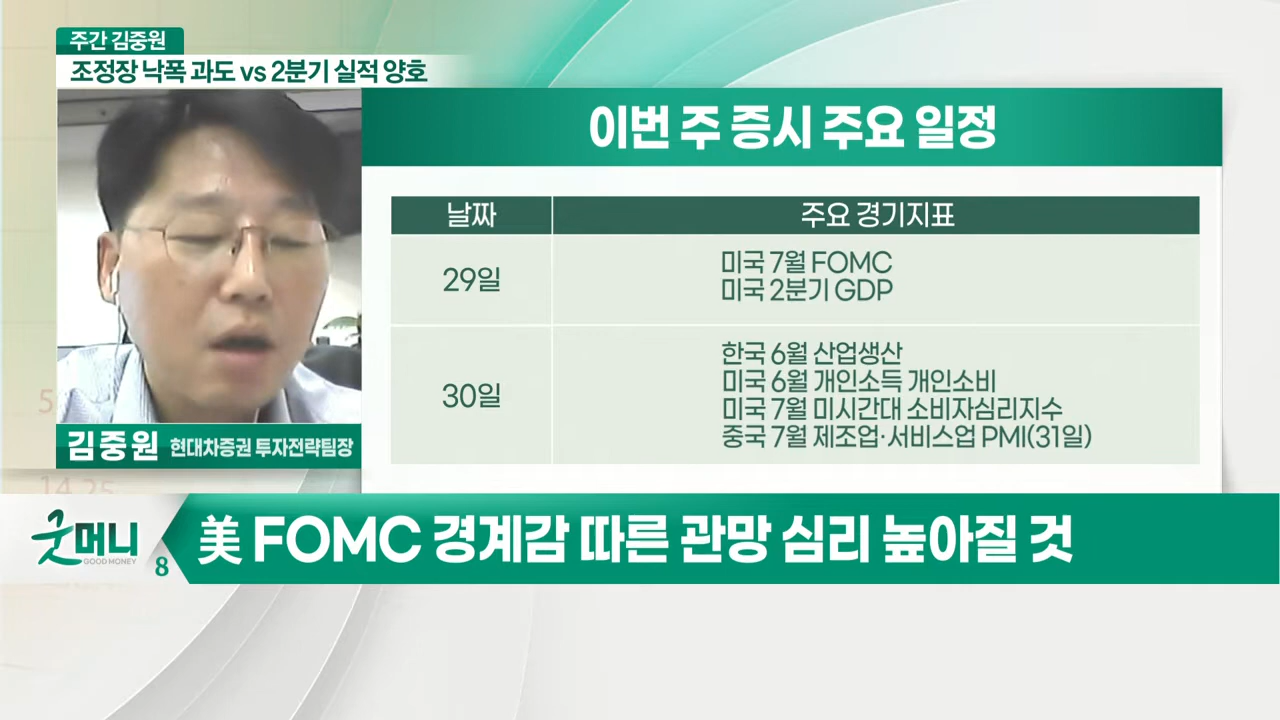 주간 김중원
조정장 낙폭 과도 vs 2분기 실적 양호
이번 주 증시 주요 일정
날짜
주요 경기지표
29일
미국 7월 FOMC
미국 2분기 GDP
30일
한국 6월 산업생산
미국 6월 개인소득 개인소비
미국 7월 미시간대 소비자심리지수
중국 7월 제조업·서비스업 PMI(31일)
김중원 현대차증권 투자전략팀장
14.25
굿머니
GOOD MONEY
8
美 FOMC 경계감 따른 관망 심리 높아질 것